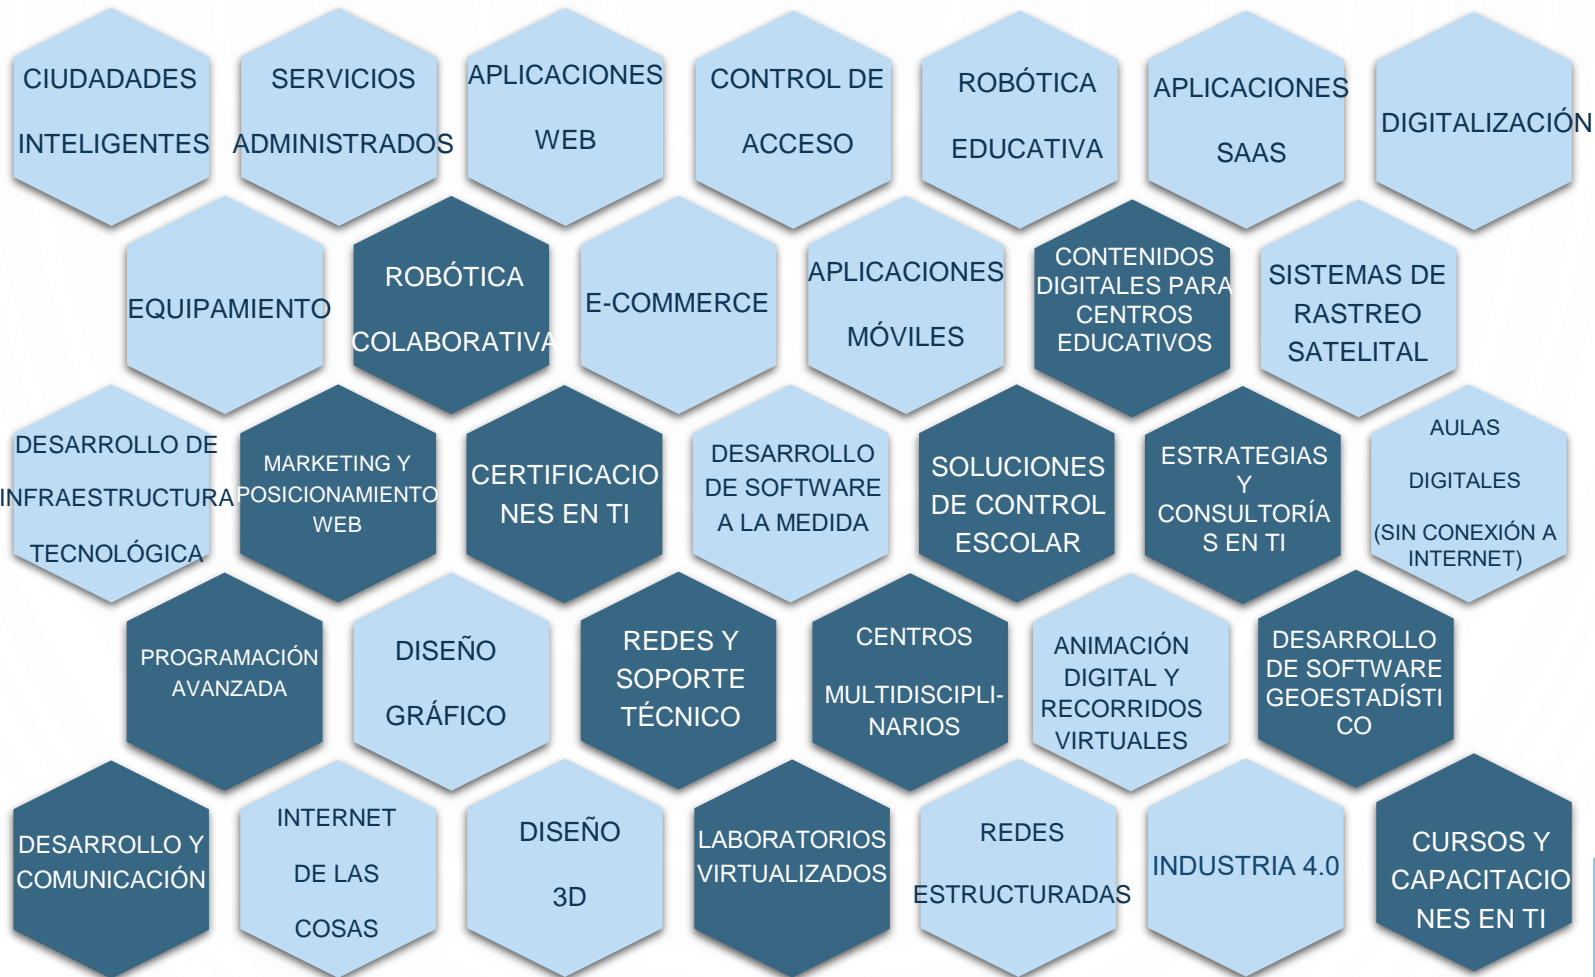 CIUDADADES
INTELIGENTES
SERVICIOS
ADMINISTRADOS
APLICACIONES
WEB
CONTROL DE
ACCESO
ROBÓTICA
EDUCATIVA
APLICACIONES
SAAS
DIGITALIZACIÓN
EQUIPAMIENTO
ROBÓTICA
COLABORATIVA
E-COMMERCE
APLICACIONES
MÓVILES
CONTENIDOS
DIGITALES PARA
CENTROS
EDUCATIVOS
SISTEMAS DE
RASTREO
SATELITAL
DESARROLLO DE
INFRAESTRUCTURA
TECNOLÓGICA
MARKETING Y
POSICIONAMIENTO
WEB
CERTIFICACIO
NES EN TI
DESARROLLO
DE SOFTWARE
A LA MEDIDA
SOLUCIONES
DE CONTROL
ESCOLAR
ESTRATEGIAS
Y
CONSULTORÍA
S EN TI
AULAS
DIGITALES
(SIN CONEXIÓN A
INTERNET)
PROGRAMACIÓN
AVANZADA
DISEÑO
GRÁFICO
REDES Y
SOPORTE
TÉCNICO
CENTROS
MULTIDISCIPLI-
NARIOS
ANIMACIÓN
DIGITAL Y
RECORRIDOS
VIRTUALES
DESARROLLO
DE SOFTWARE
GEOESTADÍSTI
CO
DESARROLLO Y
COMUNICACIÓN
INTERNET
DE LAS
COSAS
DISEÑO
3D
LABORATORIOS
VIRTUALIZADOS
REDES
ESTRUCTURADAS
INDUSTRIA 4.0
CURSOS Y
CAPACITACIO
NES EN TI